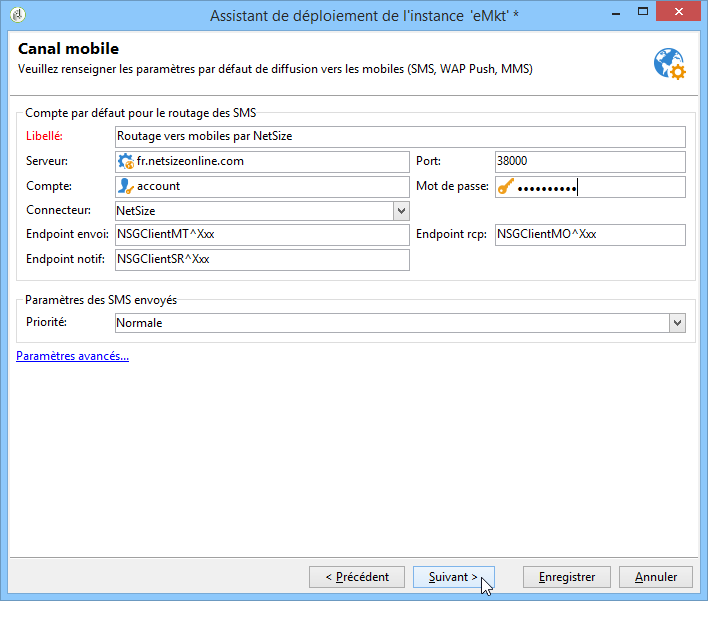 Assistant de déploiement de l'instance 'eMkt' *
Canal mobile
Veuillez renseigner les paramètres par défaut de diffusion vers les mobiles (SMS, WAP Push, MMS)
Compte par défaut pour le routage des SMS
Libellé: Routage vers mobiles par NetSize
Serveur: fr.netsizeonline.com Port: 38000
Compte: account Mot de passe: ••••••••••
Connecteur: NetSize
Endpoint envoi: NSGClientMT^Xxx Endpoint rcp: NSGClientMO^Xxx
Endpoint notif: NSGClientSR^Xxx
Paramètres des SMS envoyés
Priorité: Normale
Paramètres avancés...
< Précédent Suivant > Enregistrer Annuler